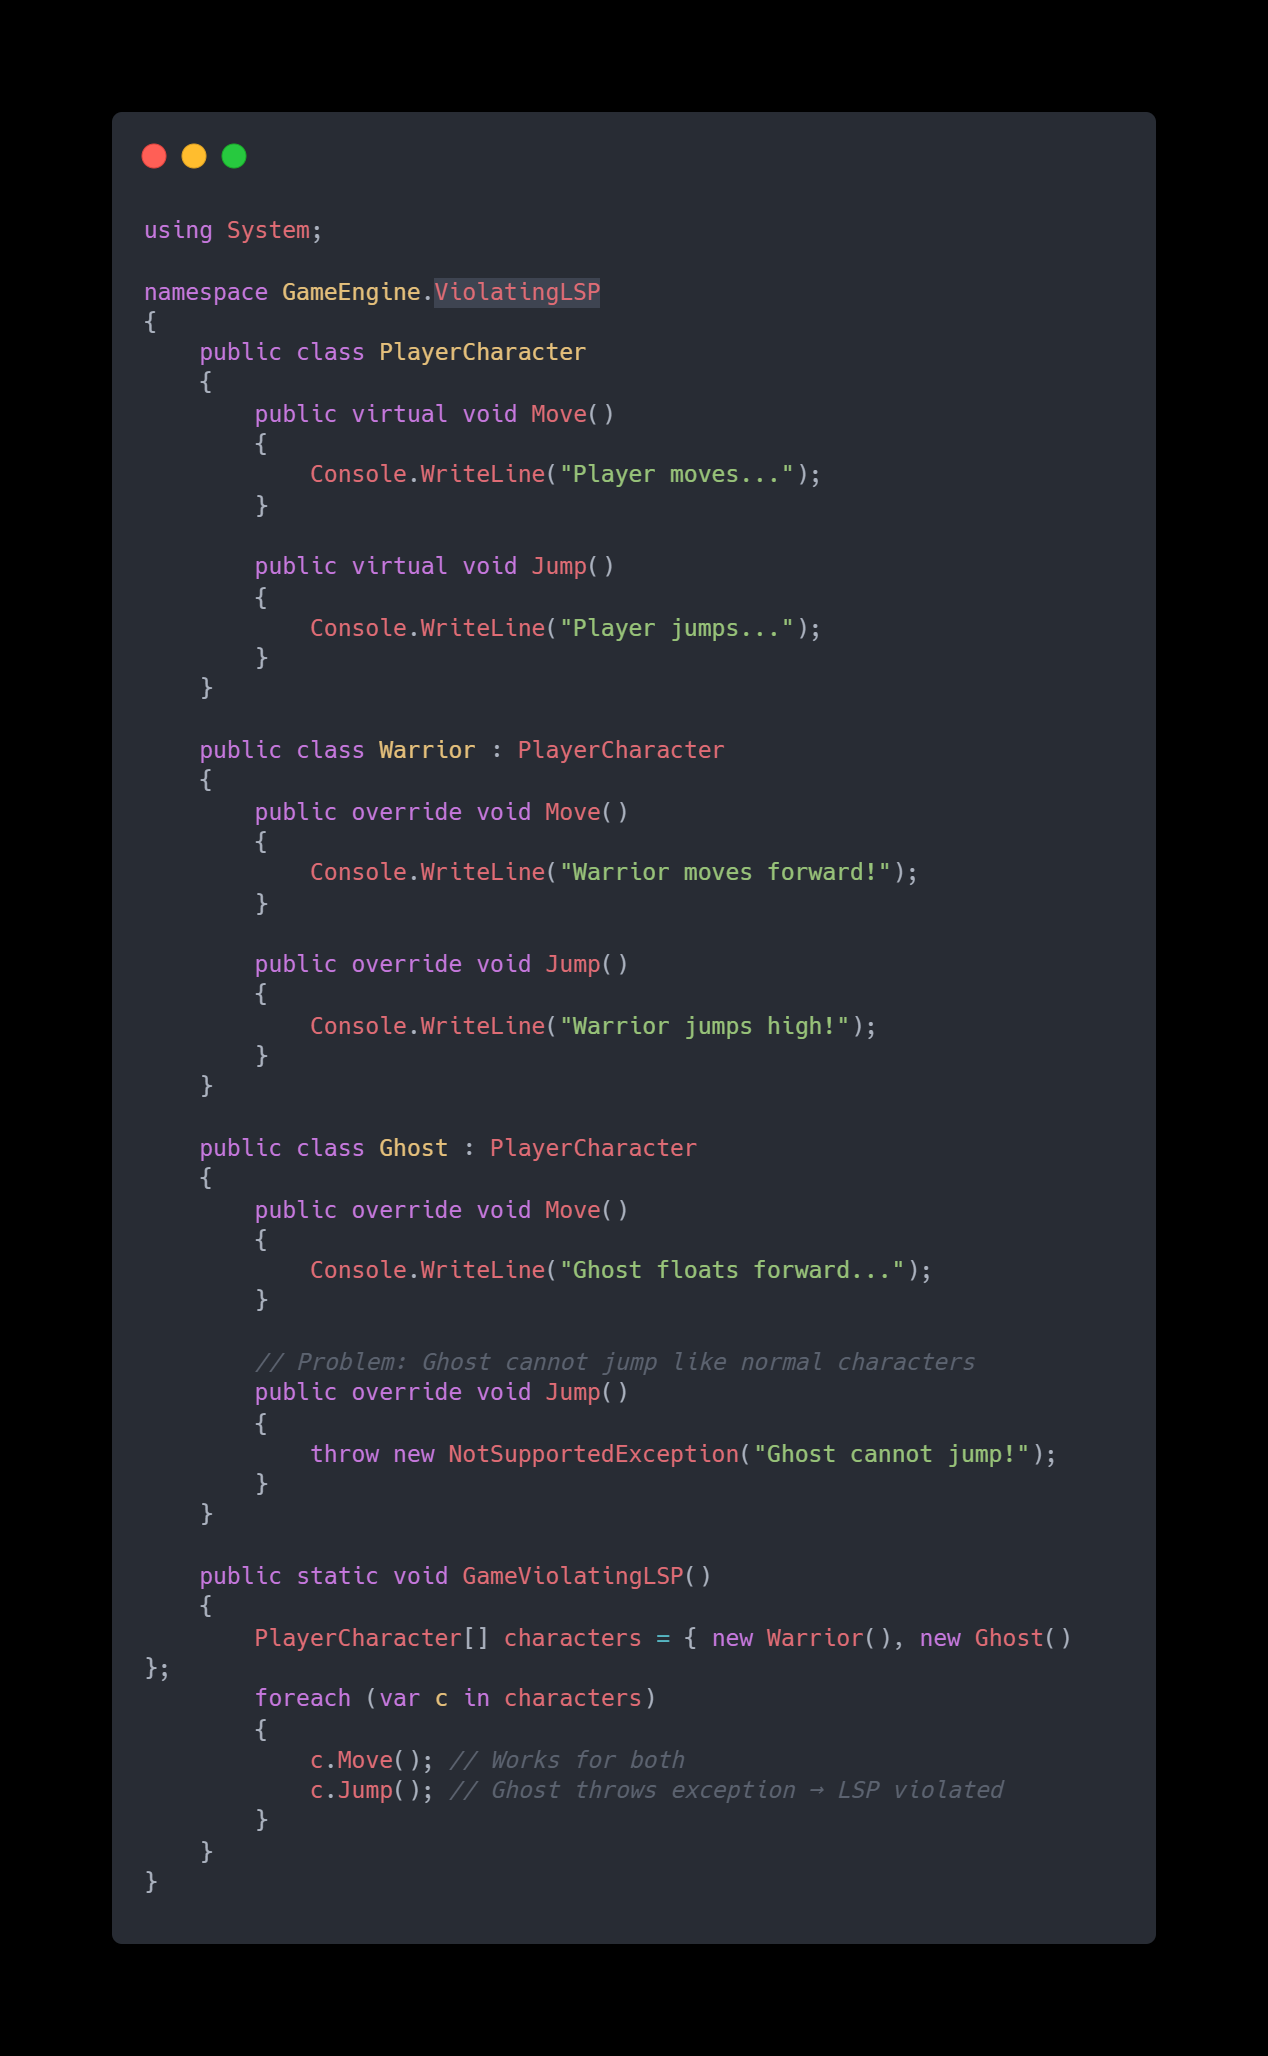 using System;

namespace GameEngine.ViolatingLSP
{
    public class PlayerCharacter
    {
        public virtual void Move()
        {
            Console.WriteLine("Player moves...");
        }

        public virtual void Jump()
        {
            Console.WriteLine("Player jumps...");
        }
    }

    public class Warrior : PlayerCharacter
    {
        public override void Move()
        {
            Console.WriteLine("Warrior moves forward!");
        }

        public override void Jump()
        {
            Console.WriteLine("Warrior jumps high!");
        }
    }

    public class Ghost : PlayerCharacter
    {
        public override void Move()
        {
            Console.WriteLine("Ghost floats forward...");
        }

        // Problem: Ghost cannot jump like normal characters
        public override void Jump()
        {
            throw new NotSupportedException("Ghost cannot jump!");
        }
    }

    public static void GameViolatingLSP()
    {
        PlayerCharacter[] characters = { new Warrior(), new Ghost()
};
        foreach (var c in characters)
        {
            c.Move(); // Works for both
            c.Jump(); // Ghost throws exception → LSP violated
        }
    }
}